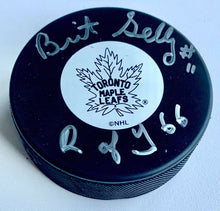 Brit Selby #11
TORONTO
MAPLE
LEAFS
©NHL
R of Y 66